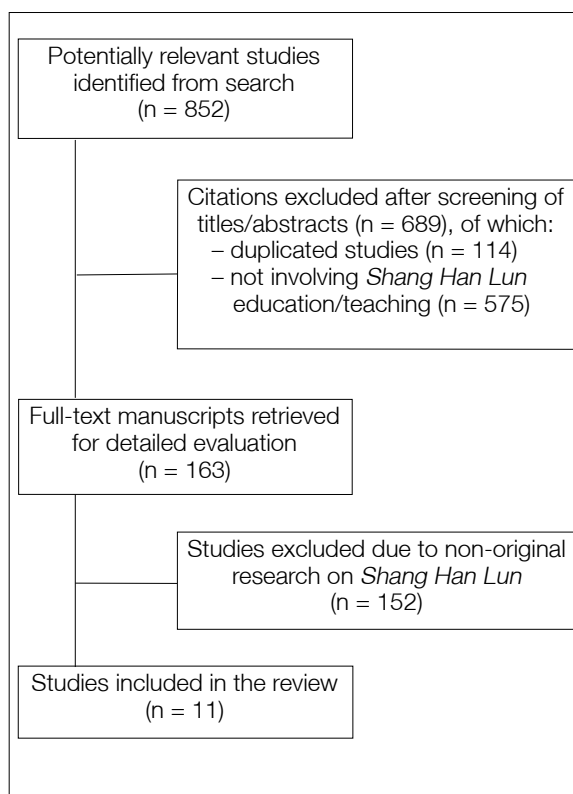 Potentially relevant studies
identified from search
(n = 852)
Citations excluded after screening of
titles/abstracts (n = 689), of which:
– duplicated studies (n = 114)
– not involving Shang Han Lun
education/teaching (n = 575)
Full-text manuscripts retrieved
for detailed evaluation
(n = 163)
Studies excluded due to non-original
research on Shang Han Lun
(n = 152)
Studies included in the review
(n = 11)